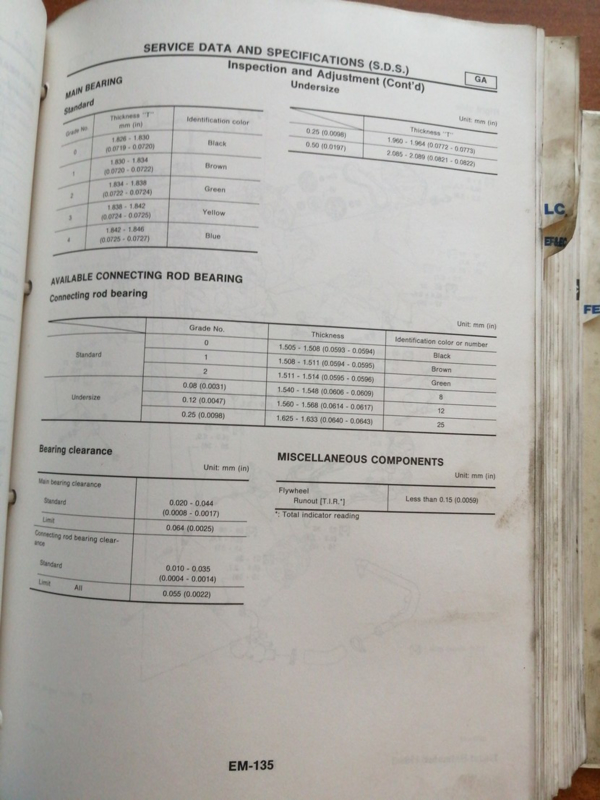 SERVICE DATA AND SPECIFICATIONS (S.D.S.)
GA
Inspection and Adjustment (Cont'd)
MAIN BEARING
Standard
Grade No. Thickness "T" mm (in) Identification color
0 1.826 - 1.830 (0.0719 - 0.0720) Black
1 1.830 - 1.834 (0.0720 - 0.0722) Brown
2 1.834 - 1.838 (0.0722 - 0.0724) Green
3 1.838 - 1.842 (0.0724 - 0.0725) Yellow
4 1.842 - 1.846 (0.0725 - 0.0727) Blue
Undersize
Unit: mm (in)
Thickness "T"
0.25 (0.0098) 1.960 - 1.964 (0.0772 - 0.0773)
0.50 (0.0197) 2.085 - 2.089 (0.0821 - 0.0822)
AVAILABLE CONNECTING ROD BEARING
Connecting rod bearing
Unit: mm (in)
Grade No. Thickness Identification color or number
Standard
0 1.505 - 1.508 (0.0593 - 0.0594) Black
1 1.508 - 1.511 (0.0594 - 0.0595) Brown
2 1.511 - 1.514 (0.0595 - 0.0596) Green
Undersize
0.08 (0.0031) 1.540 - 1.548 (0.0606 - 0.0609) 8
0.12 (0.0047) 1.560 - 1.568 (0.0614 - 0.0617) 12
0.25 (0.0098) 1.625 - 1.633 (0.0640 - 0.0643) 25
Bearing clearance
Unit: mm (in)
Main bearing clearance
Standard 0.020 - 0.044
(0.0008 - 0.0017)
Limit 0.064 (0.0025)
Connecting rod bearing clear-
ance
Standard 0.010 - 0.035
(0.0004 - 0.0014)
Limit All 0.055 (0.0022)
MISCELLANEOUS COMPONENTS
Unit: mm (in)
Flywheel
Runout [T.I.R.*] Less than 0.15 (0.0059)
*: Total indicator reading
EM-135
LC
FE